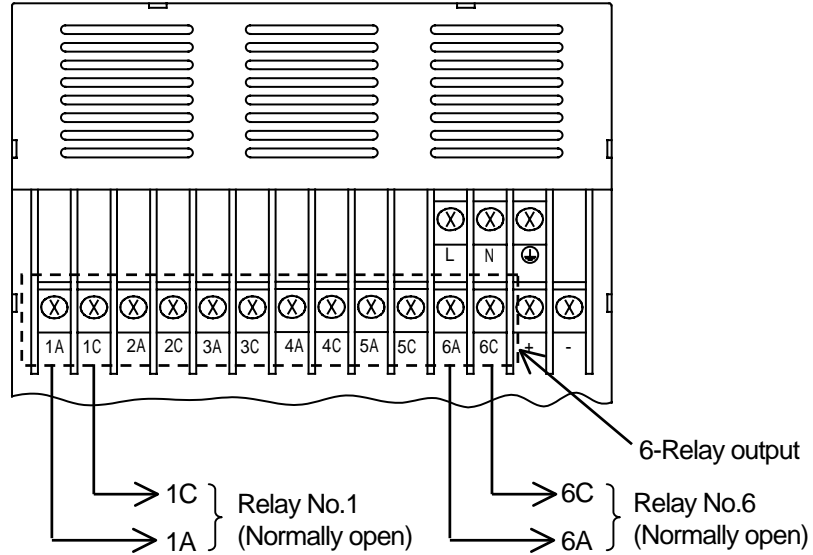 L N
1A 1C 2A 2C 3A 3C 4A 4C 5A 5C 6A 6C + -
6-Relay output
1C
1A
Relay No.1
(Normally open)
6C
6A
Relay No.6
(Normally open)